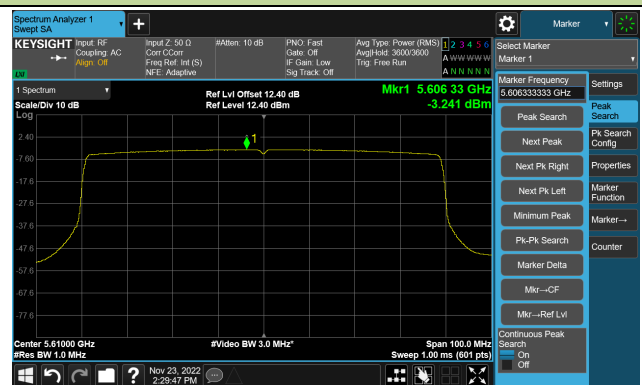 Spectrum Analyzer 1
Swept SA
+
Marker
KEYSIGHT
Input: RF
Coupling: AC
Align: Off
Input Z: 50 Ω
Corr CCorr
Freq Ref: Int (S)
NFE: Adaptive
#Atten: 10 dB
PNO: Fast
Gate: Off
IF Gain: Low
Sig Track: Off
Avg Type: Power (RMS)
Avg|Hold: 3600/3600
Trig: Free Run
1 2 3 4 5 6
A W W W W W
A N N N N N
LXI
Select Marker
Marker 1
1 Spectrum
Scale/Div 10 dB
Log
Ref Lvl Offset 12.40 dB
Ref Level 12.40 dBm
Mkr1 5.606 33 GHz
-3.241 dBm
1
2.40
-7.60
-17.6
-27.6
-37.6
-47.6
-57.6
-67.6
-77.6
Center 5.61000 GHz
#Res BW 1.0 MHz
#Video BW 3.0 MHz*
Span 100.0 MHz
Sweep 1.00 ms (601 pts)
Marker Frequency
5.606333333 GHz
Peak Search
Next Peak
Next Pk Right
Next Pk Left
Minimum Peak
Pk-Pk Search
Marker Delta
Mkr→CF
Mkr→Ref Lvl
Continuous Peak
Search
On
Off
Settings
Peak
Search
Pk Search
Config
Properties
Marker
Function
Marker→
Counter
?
Nov 23, 2022
2:29:47 PM